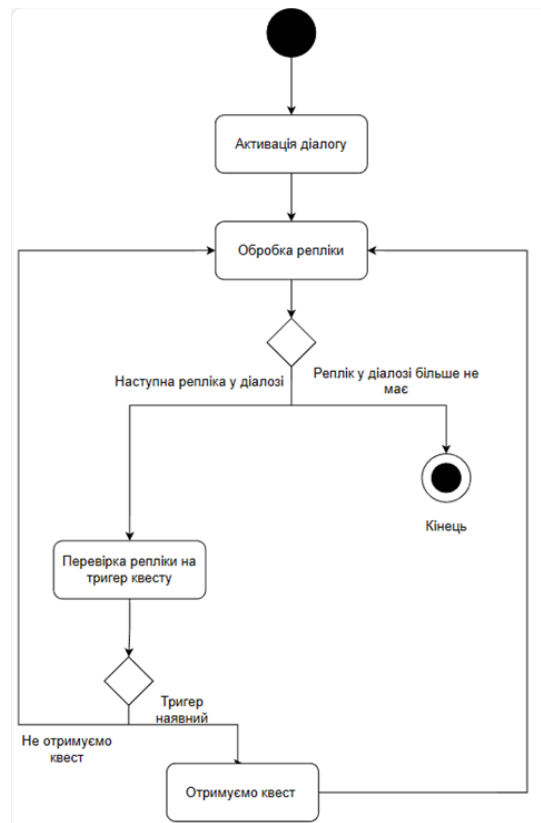 Активація діалогу
Обробка репліки
Наступна репліка у діалозі
Реплік у діалозі більше не
має
Кінець
Перевірка репліки на
тригер квесту
Тригер
наявний
Не отримуємо
квест
Отримуємо квест